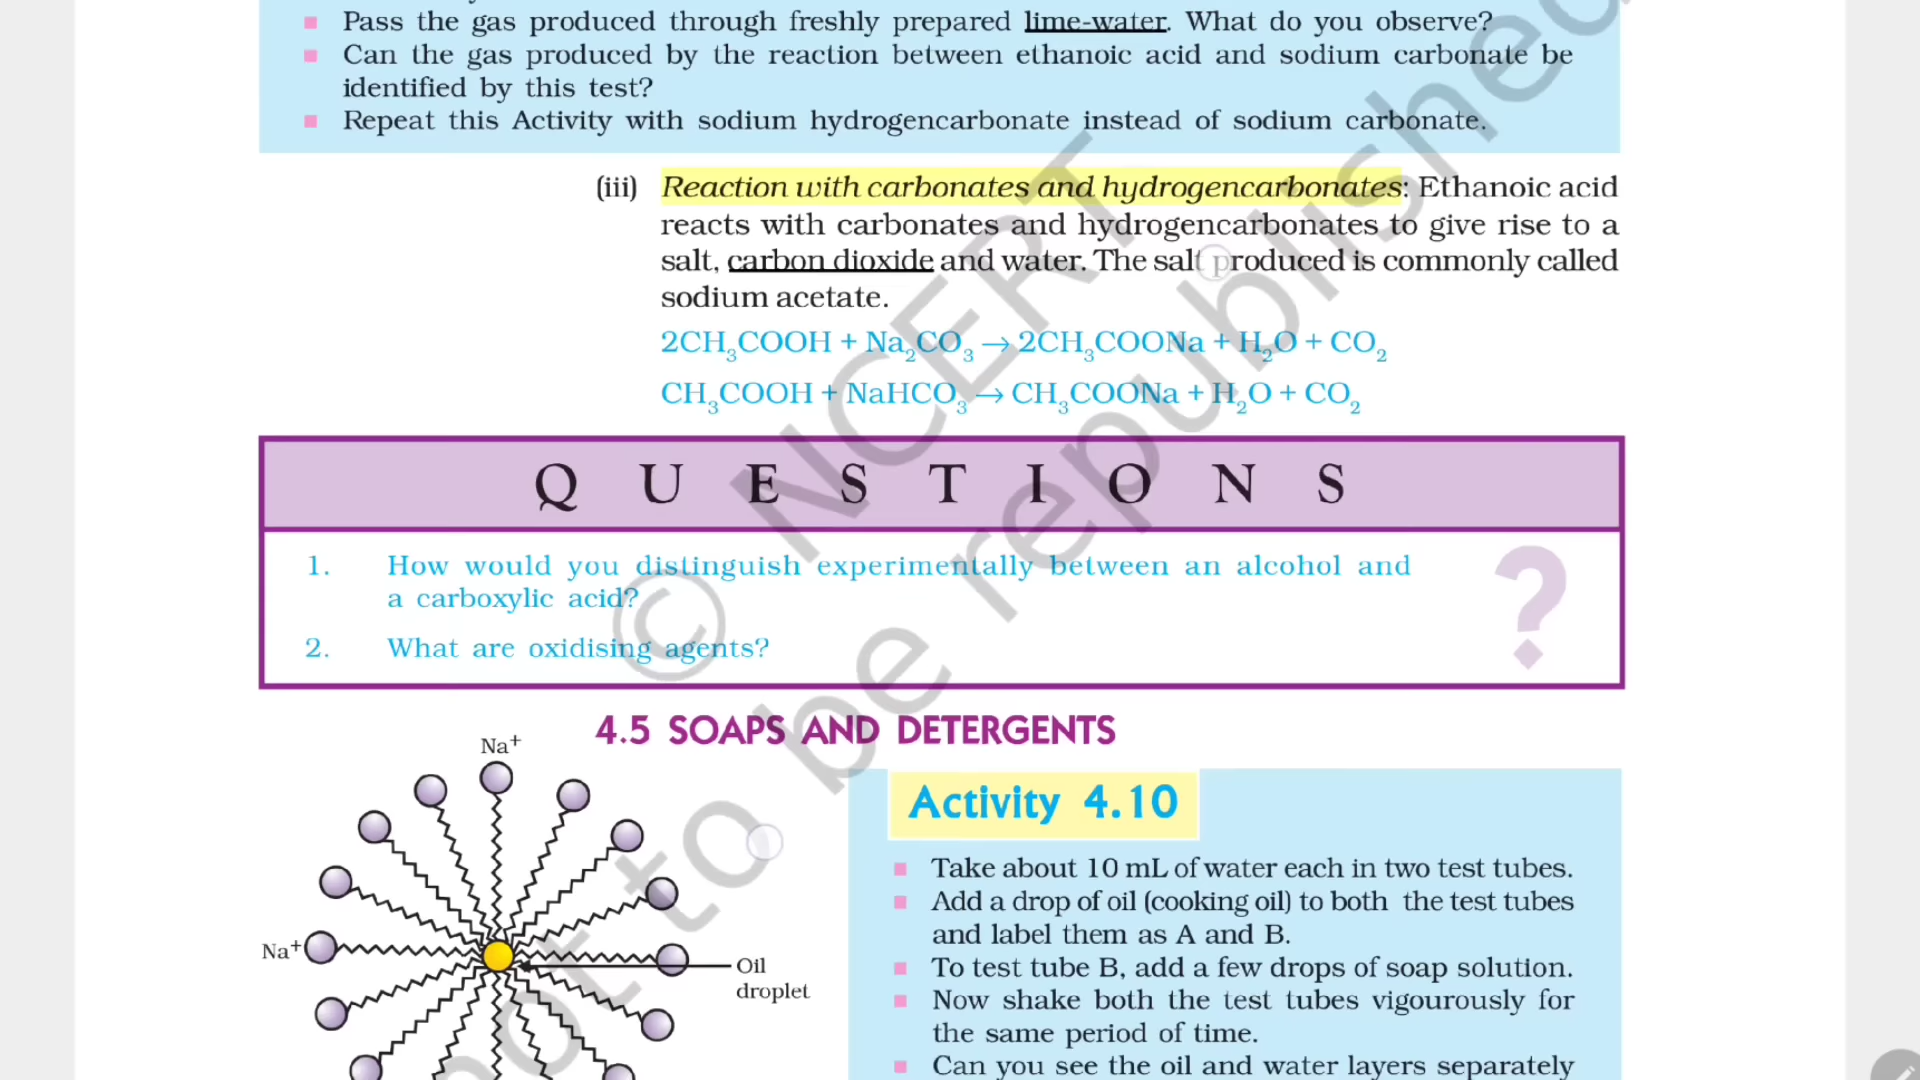 Pass the gas produced through freshly prepared lime-water. What do you observe?
Can the gas produced by the reaction between ethanoic acid and sodium carbonate be
identified by this test?
Repeat this Activity with sodium hydrogencarbonate instead of sodium carbonate.
(iii) Reaction with carbonates and hydrogencarbonates: Ethanoic acid
reacts with carbonates and hydrogencarbonates to give rise to a
salt, carbon dioxide and water. The salt produced is commonly called
sodium acetate.
2CH₃COOH + Na₂CO₃ → 2CH₃COONa + H₂O + CO₂
CH₃COOH + NaHCO₃ → CH₃COONa + H₂O + CO₂
QUESTIONS
1. How would you distinguish experimentally between an alcohol and
a carboxylic acid?
2. What are oxidising agents?
?
4.5 SOAPS AND DETERGENTS
Na⁺
Na⁺
Oil
droplet
Activity 4.10
Take about 10 mL of water each in two test tubes.
Add a drop of oil (cooking oil) to both the test tubes
and label them as A and B.
To test tube B, add a few drops of soap solution.
Now shake both the test tubes vigourously for
the same period of time.
Can you see the oil and water layers separately
© NCERT
not to be republished